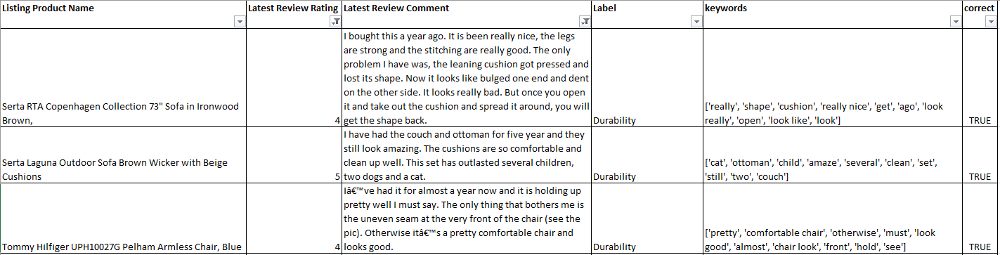 Listing Product Name Latest Review Rating Latest Review Comment Label keywords correct
I bought this a year ago. It is been really nice, the legs
are strong and the stitching are really good. The only
problem I have was, the leaning cushion got pressed and
lost its shape. Now it looks like bulged one end and dent
on the other side. It looks really bad. But once you open
Serta RTA Copenhagen Collection 73" Sofa in Ironwood it and take out the cushion and spread it around, you will ['really', 'shape', 'cushion', 'really nice', 'get', 'ago', 'look
Brown, 4 get the shape back. Durability really', 'open', 'look like', 'look'] TRUE
I have had the couch and ottoman for five year and they
still look amazing. The cushions are so comfortable and
Serta Laguna Outdoor Sofa Brown Wicker with Beige clean up well. This set has outlasted several children, ['cat', 'ottoman', 'child', 'amaze', 'several', 'clean', 'set',
Cushions 5 two dogs and a cat. Durability 'still', 'two', 'couch'] TRUE
Iâ€™ve had it for almost a year now and it is holding up
pretty well I must say. The only thing that bothers me is
the uneven seam at the very front of the chair (see the
pic). Otherwise itâ€™s a pretty comfortable chair and ['pretty', 'comfortable chair', 'otherwise', 'must', 'look
Tommy Hilfiger UPH10027G Pelham Armless Chair, Blue 4 looks good. Durability good', 'almost', 'chair look', 'front', 'hold', 'see'] TRUE